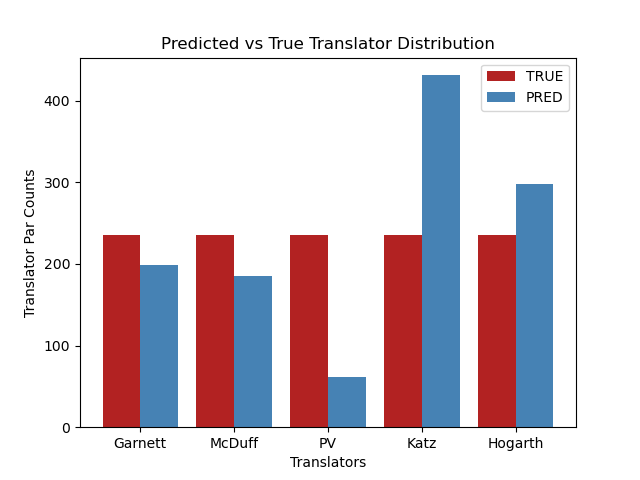 Predicted vs True Translator Distribution
TRUE
PRED
Translator Par Counts
400
300
200
100
0
Garnett McDuff PV Katz Hogarth
Translators